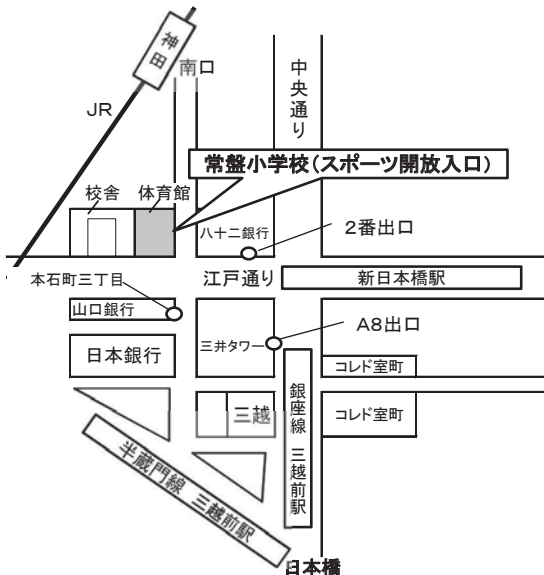 神田
南口
中央通り
JR
常盤小学校（スポーツ開放入口）
校舎
体育館
八十二銀行
2番出口
江戸通り
新日本橋駅
本石町三丁目
山口銀行
A8出口
三井タワー
日本銀行
コレド室町
銀座線 三越前駅
三越
コレド室町
半蔵門線 三越前駅
日本橋